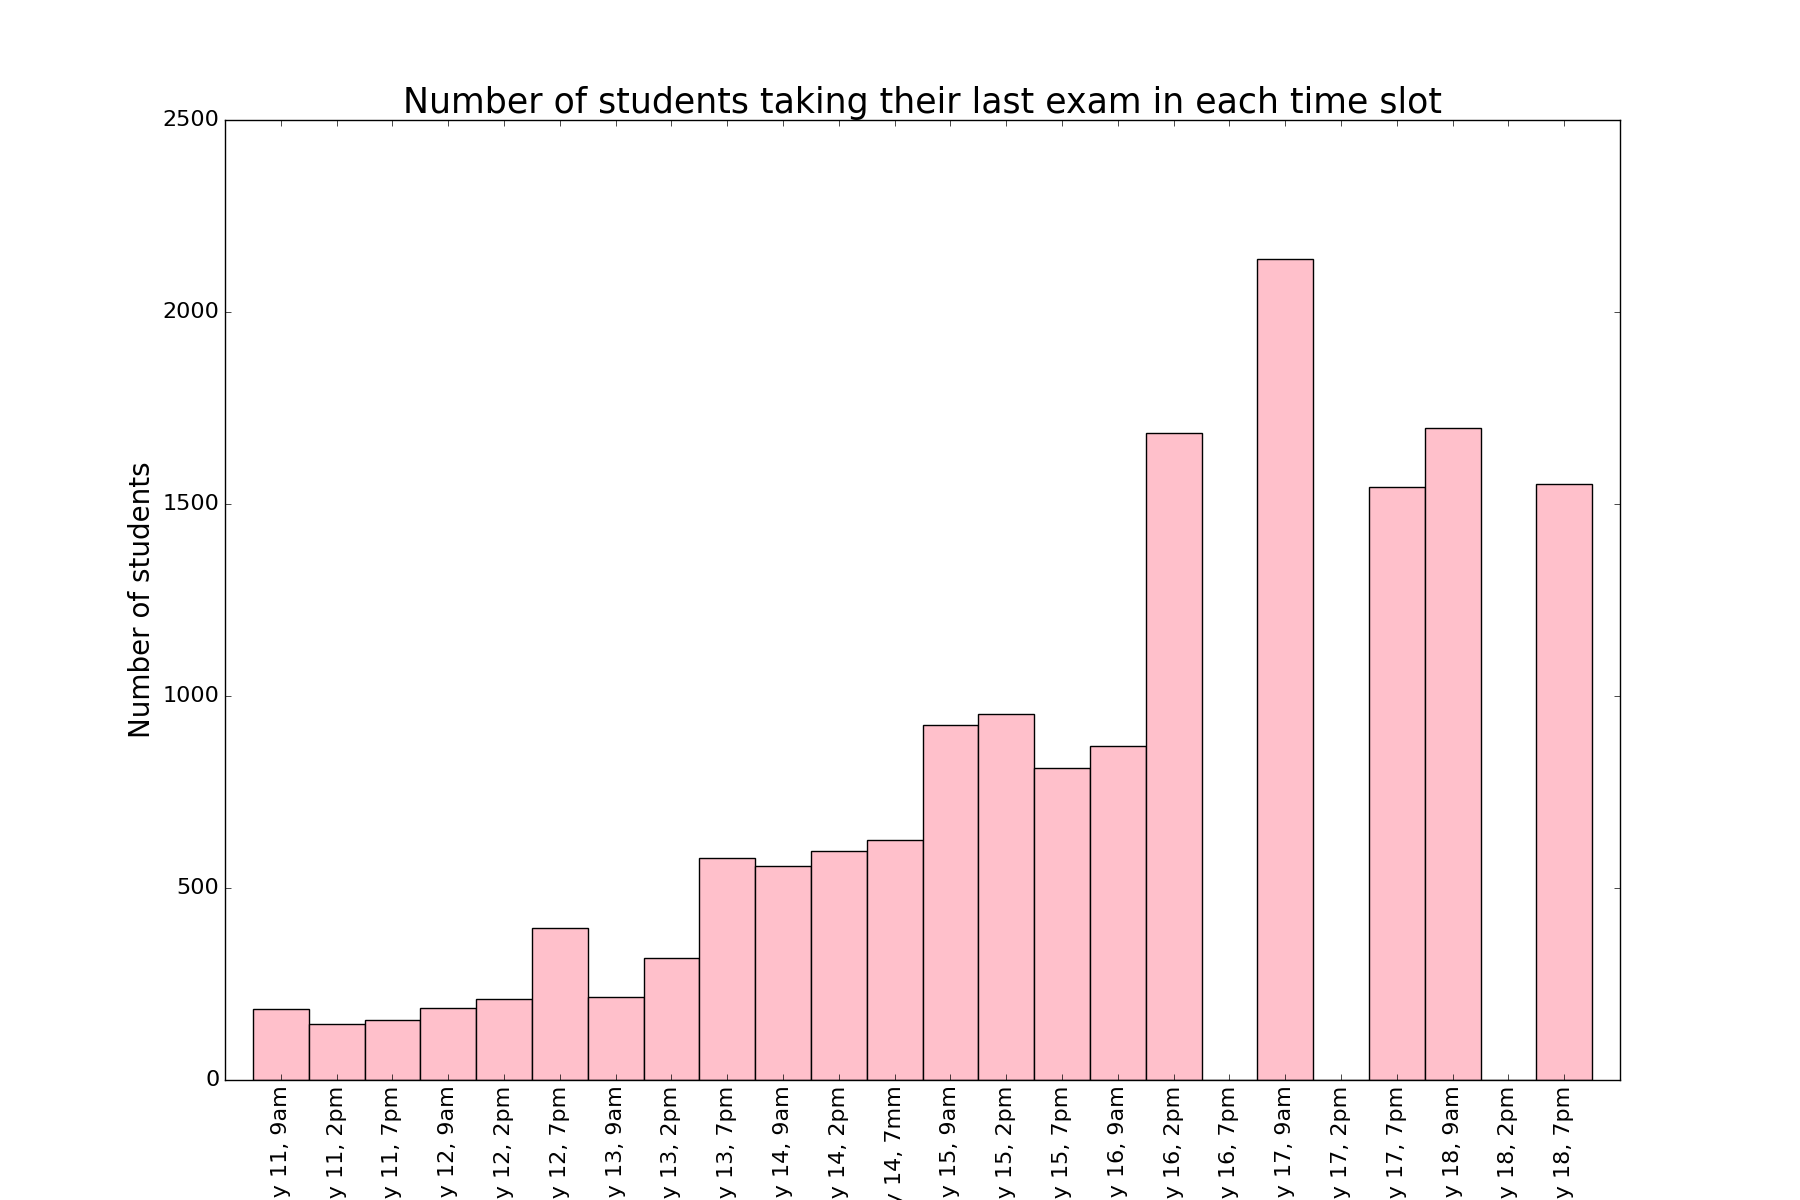 Number of students taking their last exam in each time slot
Number of students
2500
2000
1500
1000
500
0
y 11, 9am
y 11, 2pm
y 11, 7pm
y 12, 9am
y 12, 2pm
y 12, 7pm
y 13, 9am
y 13, 2pm
y 13, 7pm
y 14, 9am
y 14, 2pm
y 14, 7mm
y 15, 9am
y 15, 2pm
y 15, 7pm
y 16, 9am
y 16, 2pm
y 16, 7pm
y 17, 9am
y 17, 2pm
y 17, 7pm
y 18, 9am
y 18, 2pm
y 18, 7pm